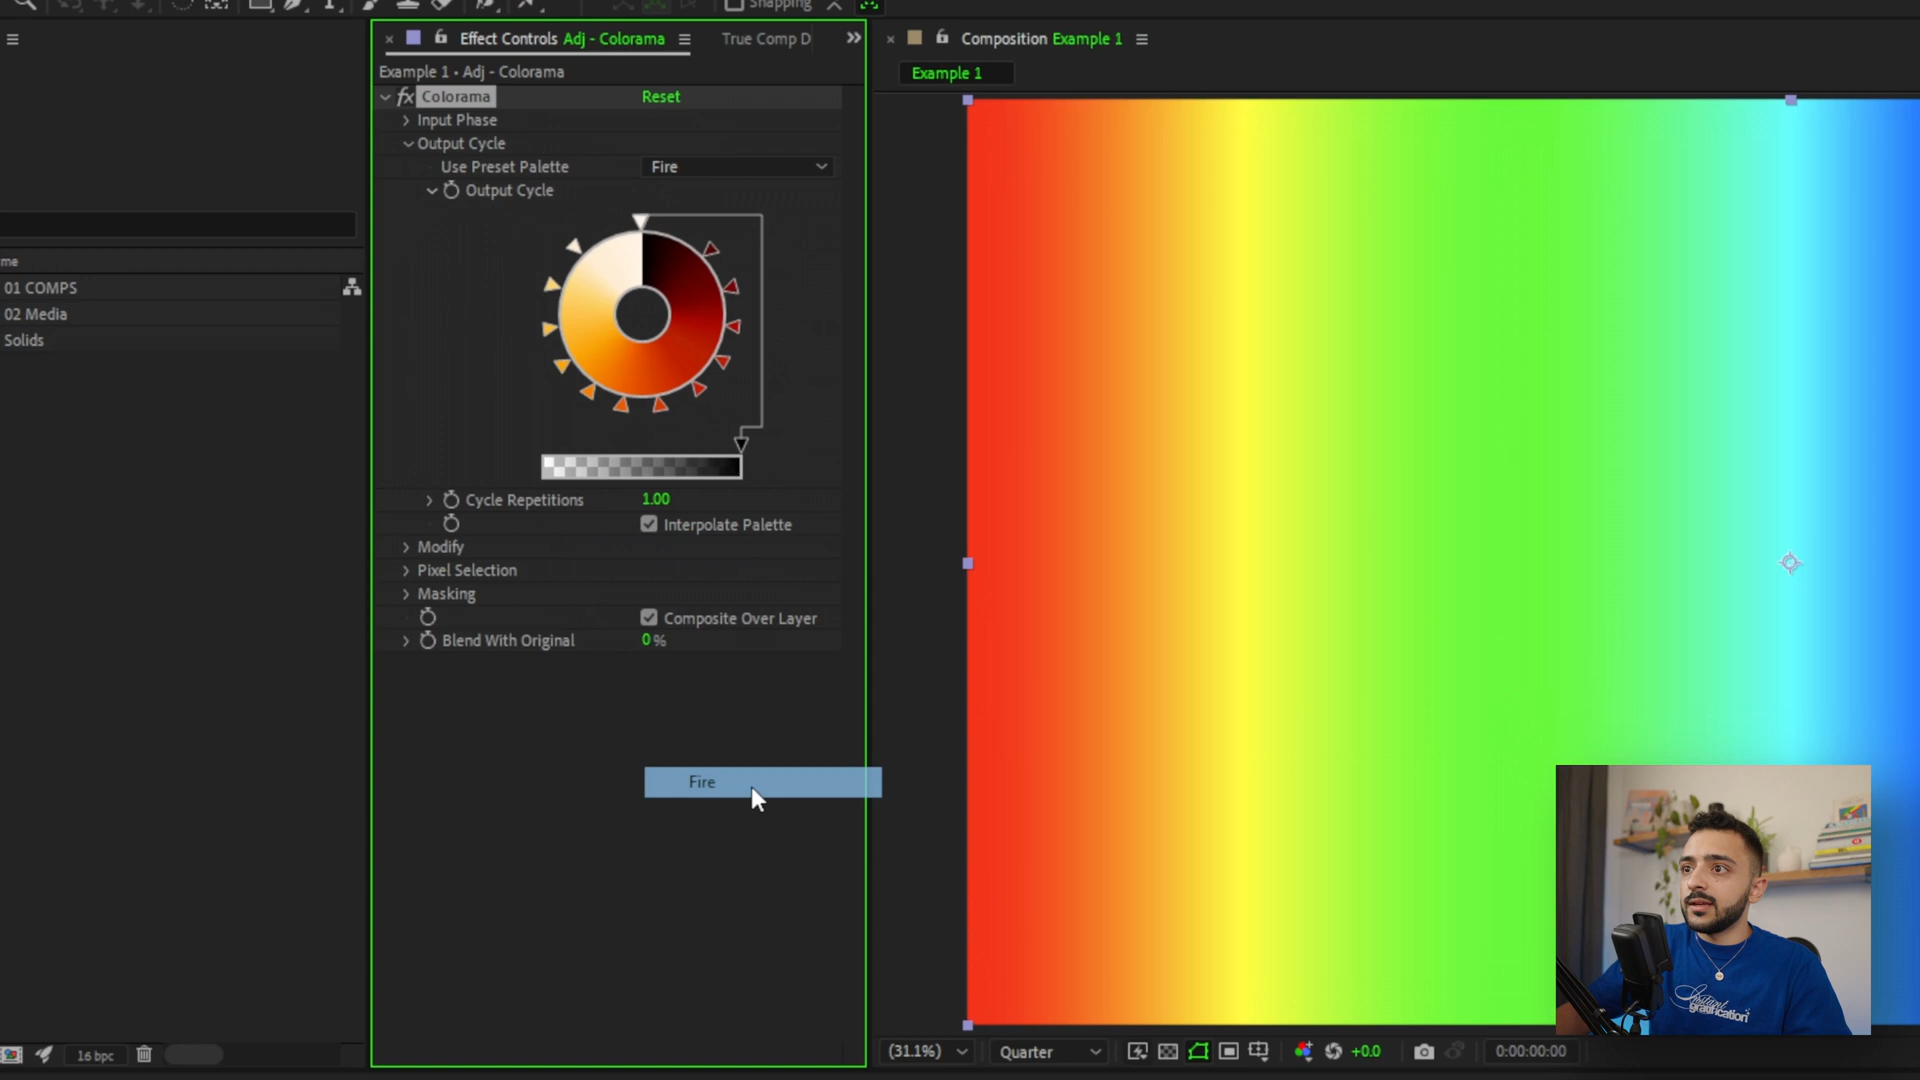 Snapping
Effect Controls Adj - Colorama
True Comp D
Composition Example 1
Example 1 • Adj - Colorama
Example 1
fx Colorama
Reset
Input Phase
Output Cycle
Use Preset Palette
Fire
Output Cycle
me
01 COMPS
02 Media
Solids
Cycle Repetitions
1.00
Interpolate Palette
Modify
Pixel Selection
Masking
Composite Over Layer
Blend With Original
0 %
Fire
instant
gratification
16 bpc
(31.1%)
Quarter
+0.0
0:00:00:00